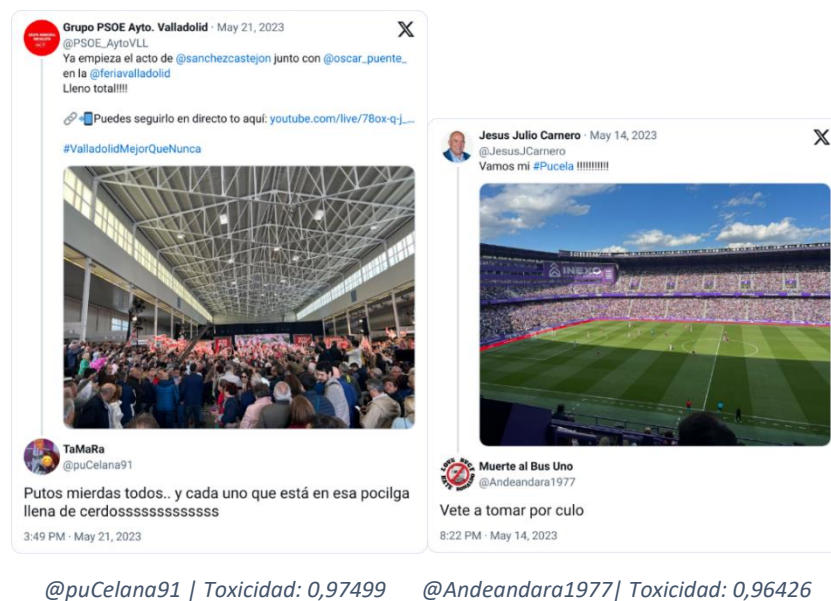 Grupo PSOE Ayto. Valladolid · May 21, 2023
@PSOE_AytoVLL
Ya empieza el acto de @sanchezcastejon junto con @oscar_puente_
en la @feriavalladolid
Lleno total!!!!
Puedes seguirlo en directo to aquí: youtube.com/live/78ox-q-j_...
#ValladolidMejorQueNunca
TaMaRa
@puCelana91
Putos mierdas todos.. y cada uno que está en esa pocilga
llena de cerdosssssssssssss
3:49 PM · May 21, 2023
Jesus Julio Carnero · May 14, 2023
@JesusJCarnero
Vamos mi #Pucela !!!!!!!!!!!
INEXO
Muerte al Bus Uno
@Andeandara1977
Vete a tomar por culo
8:22 PM · May 14, 2023
@puCelana91 | Toxicidad: 0,97499
@Andeandara1977| Toxicidad: 0,96426